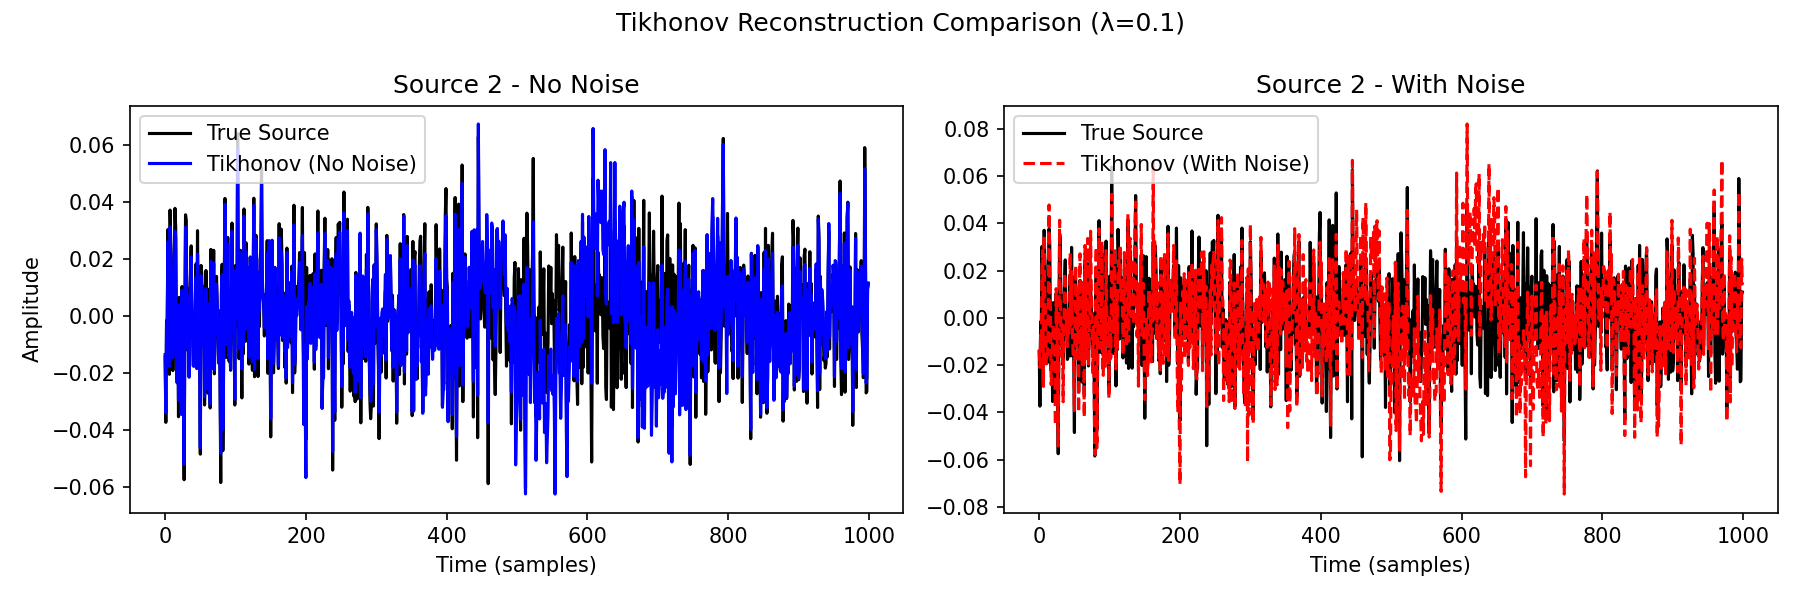 Tikhonov Reconstruction Comparison (λ=0.1)
Source 2 - No Noise
True Source
Tikhonov (No Noise)
Amplitude
0.06
0.04
0.02
0.00
−0.02
−0.04
−0.06
0 200 400 600 800 1000
Time (samples)
Source 2 - With Noise
True Source
Tikhonov (With Noise)
0.08
0.06
0.04
0.02
0.00
−0.02
−0.04
−0.06
−0.08
0 200 400 600 800 1000
Time (samples)